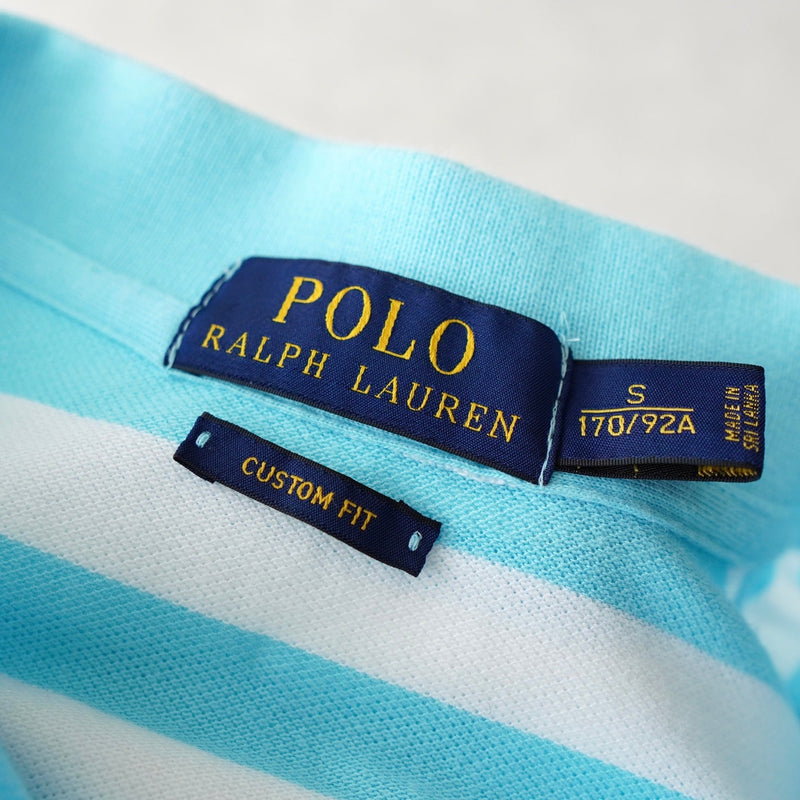 POLO
RALPH LAUREN
S
170/92A
MADE IN
SRI LANKA
CUSTOM FIT